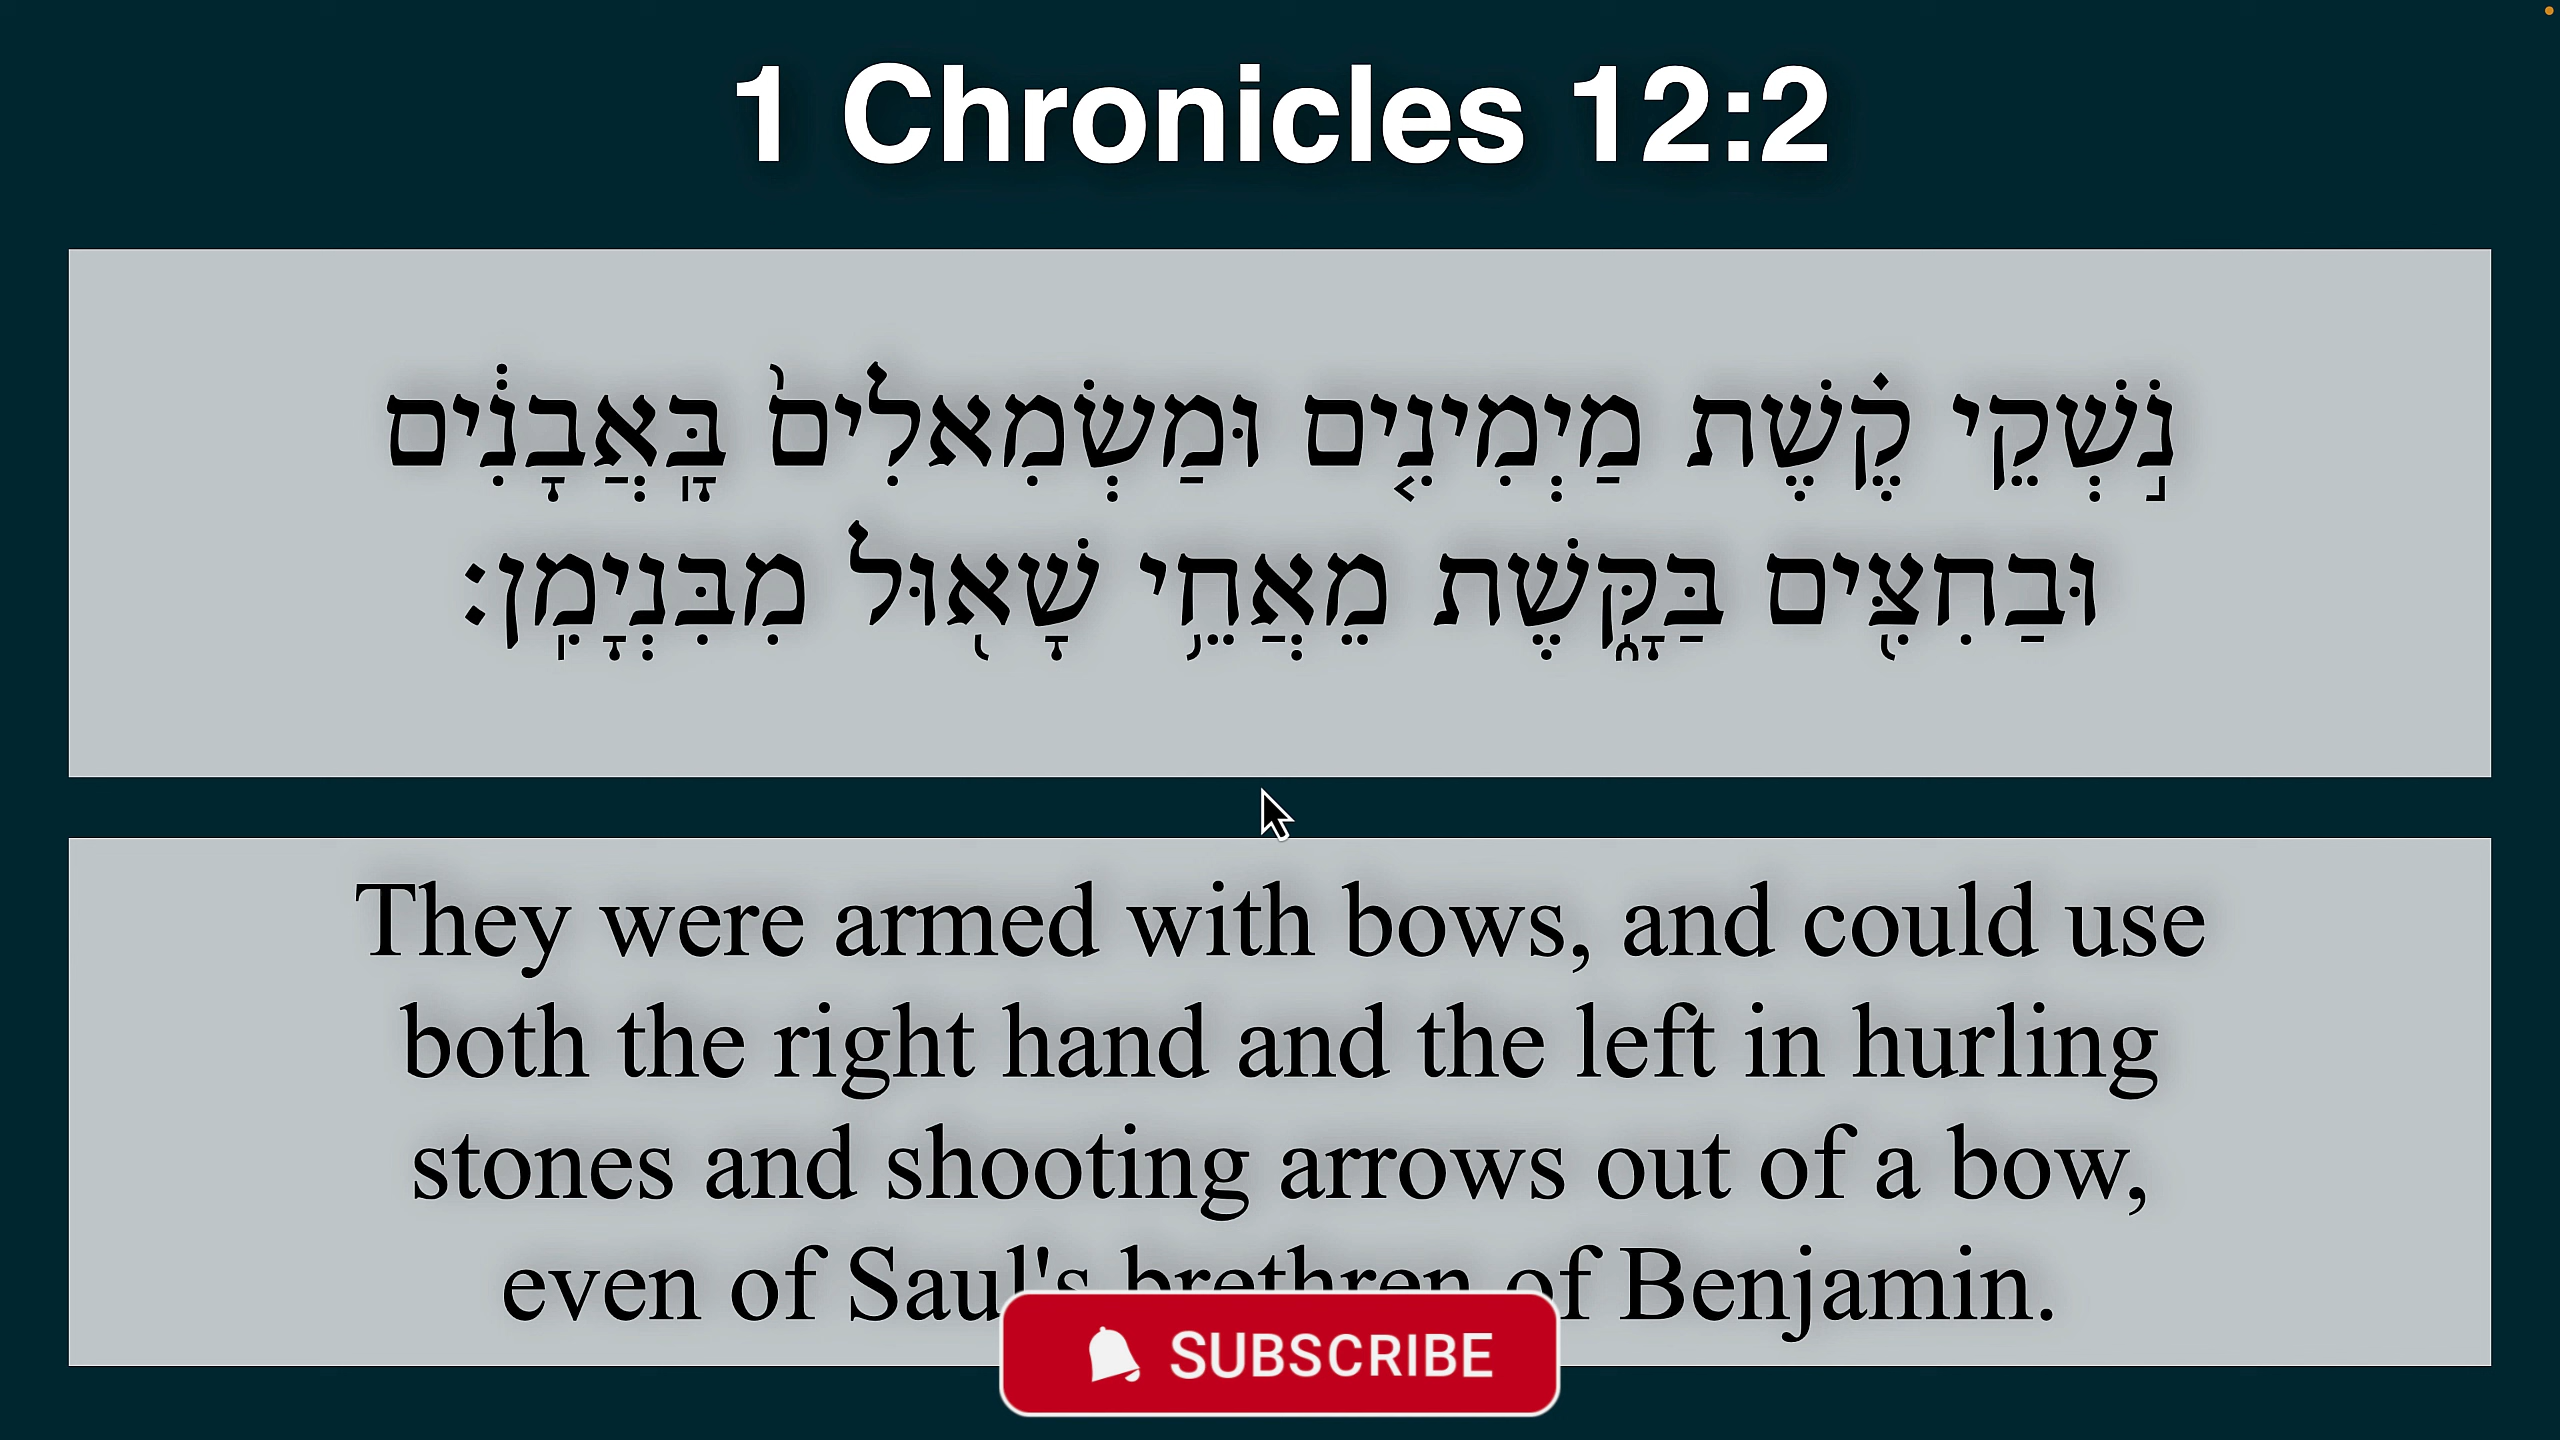 1 Chronicles 12:2
נֹ֣שְׁקֵי קֶ֗שֶׁת מַיְמִינִ֤ים וּמַשְׂמִאלִים֙ בָּֽאֲבָנִ֔ים
וּבַחִצִּ֖ים בַּקָּ֑שֶׁת מֵאֲחֵ֥י שָׁא֖וּל מִבִּנְיָמִֽן׃
They were armed with bows, and could use
both the right hand and the left in hurling
stones and shooting arrows out of a bow,
even of Saul's brethren of Benjamin.
SUBSCRIBE